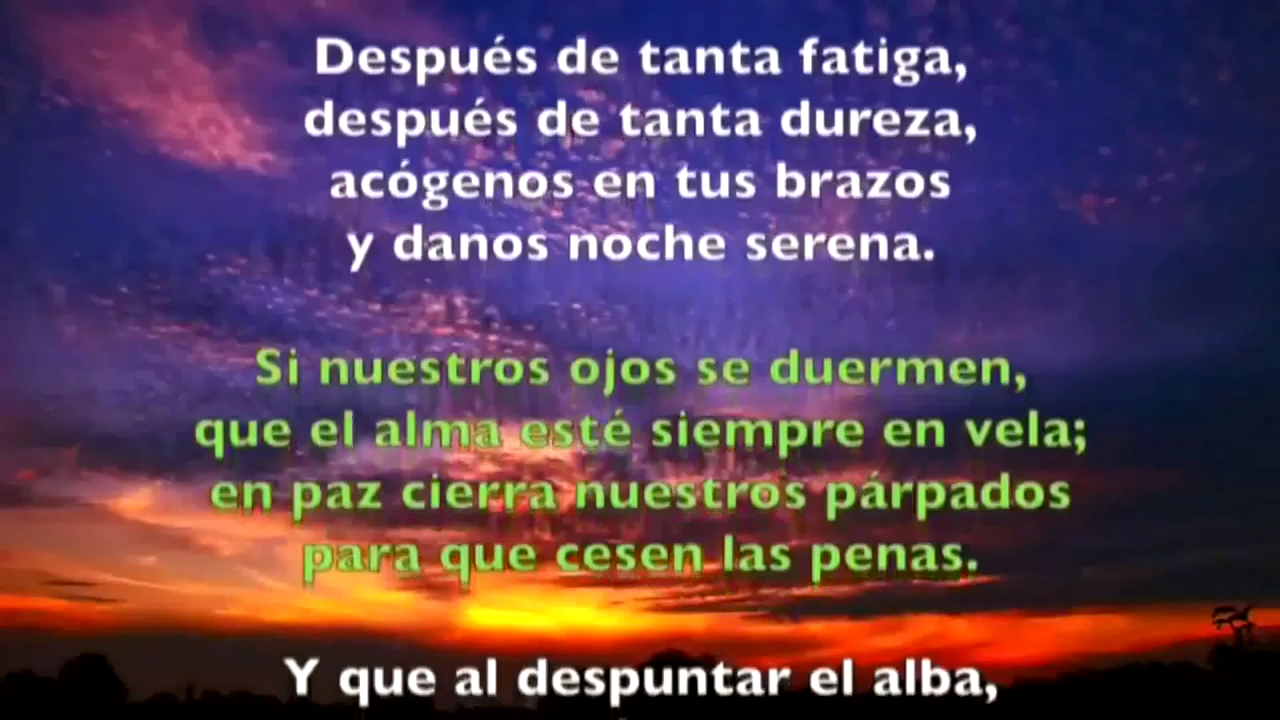 Después de tanta fatiga,
después de tanta dureza,
acógenos en tus brazos
y danos noche serena.
Si nuestros ojos se duermen,
que el alma esté siempre en vela;
en paz cierra nuestros párpados
para que cesen las penas.
Y que al despuntar el alba,